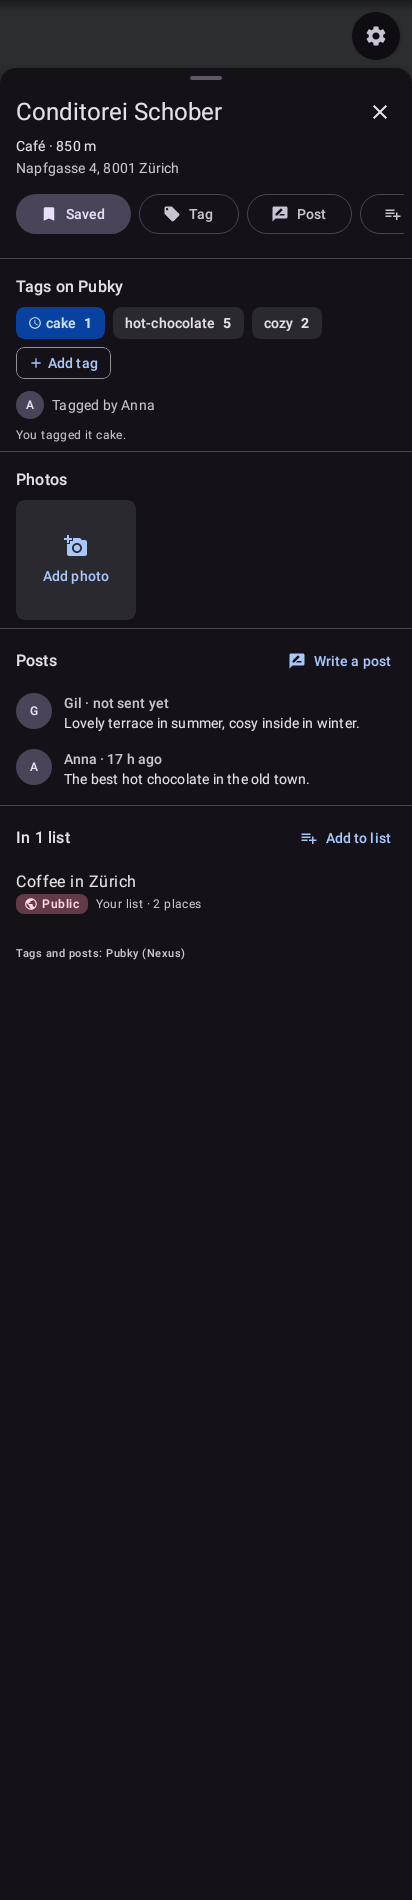 Conditorei Schober
Café · 850 m
Napfgasse 4, 8001 Zürich
Saved
Tag
Post
Tags on Pubky
cake 1
hot-chocolate 5
cozy 2
+ Add tag
A
Tagged by Anna
You tagged it cake.
Photos
Add photo
Posts
Write a post
G
Gil · not sent yet
Lovely terrace in summer, cosy inside in winter.
A
Anna · 17 h ago
The best hot chocolate in the old town.
In 1 list
Add to list
Coffee in Zürich
Public
Your list · 2 places
Tags and posts: Pubky (Nexus)